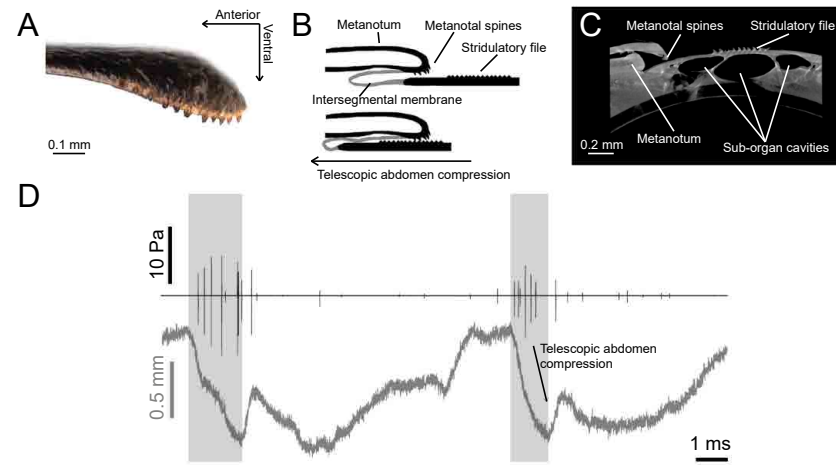 A
Anterior
Ventral
0.1 mm
B
Metanotum
Metanotal spines
Stridulatory file
Intersegmental membrane
Telescopic abdomen compression
C
Metanotal spines
Stridulatory file
Metanotum
Sub-organ cavities
0.2 mm
D
10 Pa
0.5 mm
Telescopic abdomen
compression
1 ms